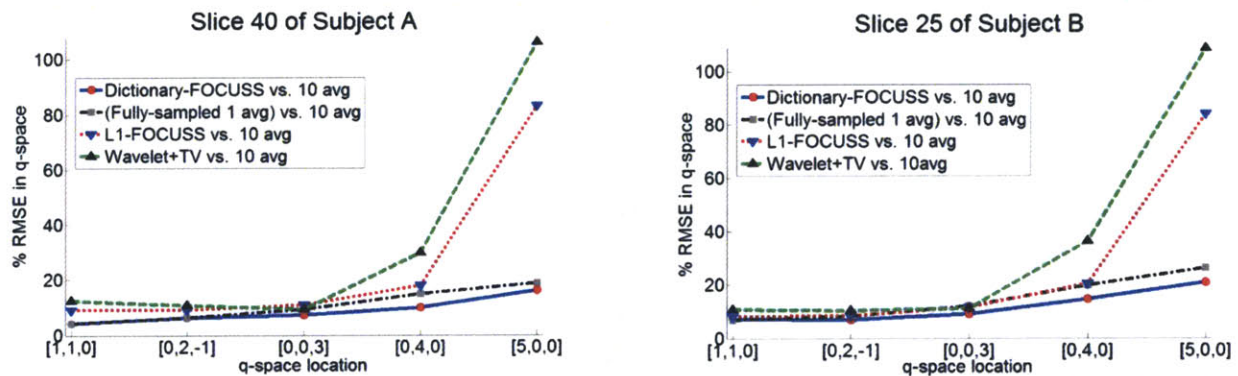 Slice 40 of Subject A
% RMSE in q-space
100
80
60
40
20
0
Dictionary-FOCUSS vs. 10 avg
(Fully-sampled 1 avg) vs. 10 avg
L1-FOCUSS vs. 10 avg
Wavelet+TV vs. 10 avg
[1,1,0] [0,2,-1] [0,0,3] [0,4,0] [5,0,0]
q-space location
Slice 25 of Subject B
% RMSE in q-space
100
80
60
40
20
0
Dictionary-FOCUSS vs. 10 avg
(Fully-sampled 1 avg) vs. 10 avg
L1-FOCUSS vs. 10 avg
Wavelet+TV vs. 10avg
[1,1,0] [0,2,-1] [0,0,3] [0,4,0] [5,0,0]
q-space location